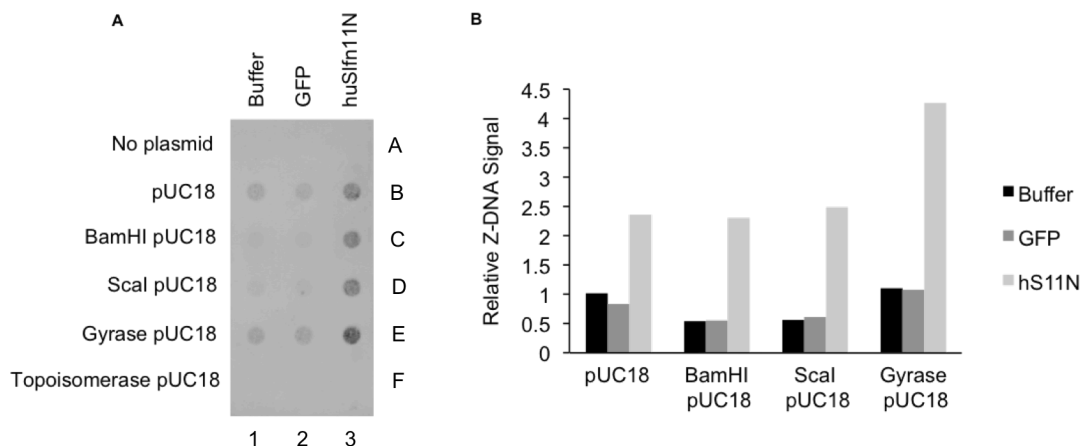 A
Buffer
GFP
huSlfn11N
No plasmid
A
pUC18
B
BamHI pUC18
C
ScaI pUC18
D
Gyrase pUC18
E
Topoisomerase pUC18
F
1 2 3
B
Relative Z-DNA Signal
4.5
4
3.5
3
2.5
2
1.5
1
0.5
0
pUC18
BamHI
pUC18
ScaI
pUC18
Gyrase
pUC18
Buffer
GFP
hS11N